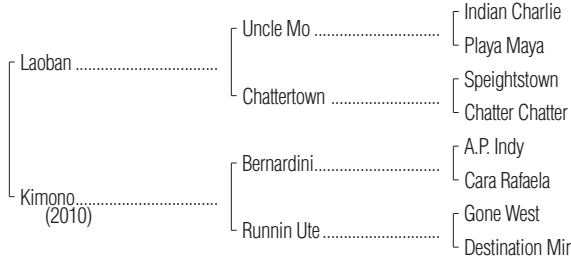 Indian Charlie
Uncle Mo ................................
Playa Maya
Laoban ....................................
Speightstown
Chattertown ............................
Chatter Chatter
A.P. Indy
Bernardini................................
Cara Rafaela
Kimono....................................
(2010)
Gone West
Runnin Ute ..............................
Destination Mir